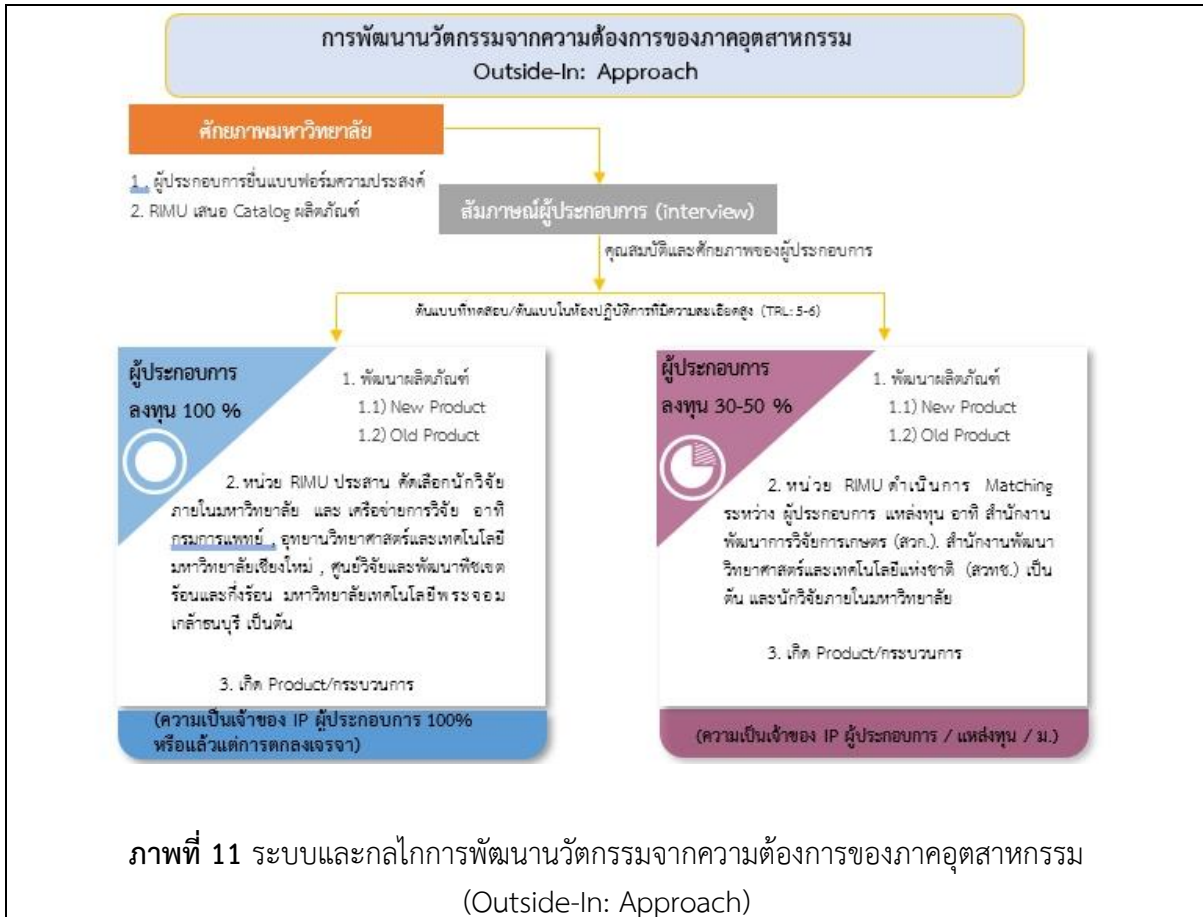 การพัฒนานวัตกรรมจากความต้องการของภาคอุตสาหกรรม
Outside-In: Approach
ศักยภาพมหาวิทยาลัย
1 , ผู้ประกอบการยื่นแบบฟอร์มความประสงค์
2. RIMU เสนอ Catalog ผลิตภัณฑ์
สัมภาษณ์ผู้ประกอบการ (interview)
คุณสมบัติและศักยภาพของผู้ประกอบการ
ต้นแบบที่ทดสอบ/ต้นแบบในห้องปฏิบัติการที่มีความละเอียดสูง (TRL: 5-6)
ผู้ประกอบการ
ลงทุน 100 %
1. พัฒนาผลิตภัณฑ์
1.1) New Product
1.2) Old Product
2. หน่วย RIMU ประสาน คัดเลือกนักวิจัย
ภายในมหาวิทยาลัย และ เครือข่ายการวิจัย อาทิ
กรมการแพทย์ , อุทยานวิทยาศาสตร์และเทคโนโลยี
มหาวิทยาลัยเชียงใหม่ , ศูนย์วิจัยและพัฒนาพืชเขต
ร้อนและกึ่งร้อน มหาวิทยาลัยเทคโนโลยีพระจอม
เกล้าธนบุรี เป็นต้น
3. เกิด Product/กระบวนการ
(ความเป็นเจ้าของ IP ผู้ประกอบการ 100%
หรือแล้วแต่การตกลงเจรจา)
ผู้ประกอบการ
ลงทุน 30-50 %
1. พัฒนาผลิตภัณฑ์
1.1) New Product
1.2) Old Product
2. หน่วย RIMU ดำเนินการ Matching
ระหว่าง ผู้ประกอบการ แหล่งทุน อาทิ สำนักงาน
พัฒนาการวิจัยการเกษตร (สวก.). สำนักงานพัฒนา
วิทยาศาสตร์และเทคโนโลยีแห่งชาติ (สวทช.) เป็น
ต้น และนักวิจัยภายในมหาวิทยาลัย
3. เกิด Product/กระบวนการ
(ความเป็นเจ้าของ IP ผู้ประกอบการ / แหล่งทุน / ม.)
ภาพที่ 11 ระบบและกลไกการพัฒนานวัตกรรมจากความต้องการของภาคอุตสาหกรรม
(Outside-In: Approach)